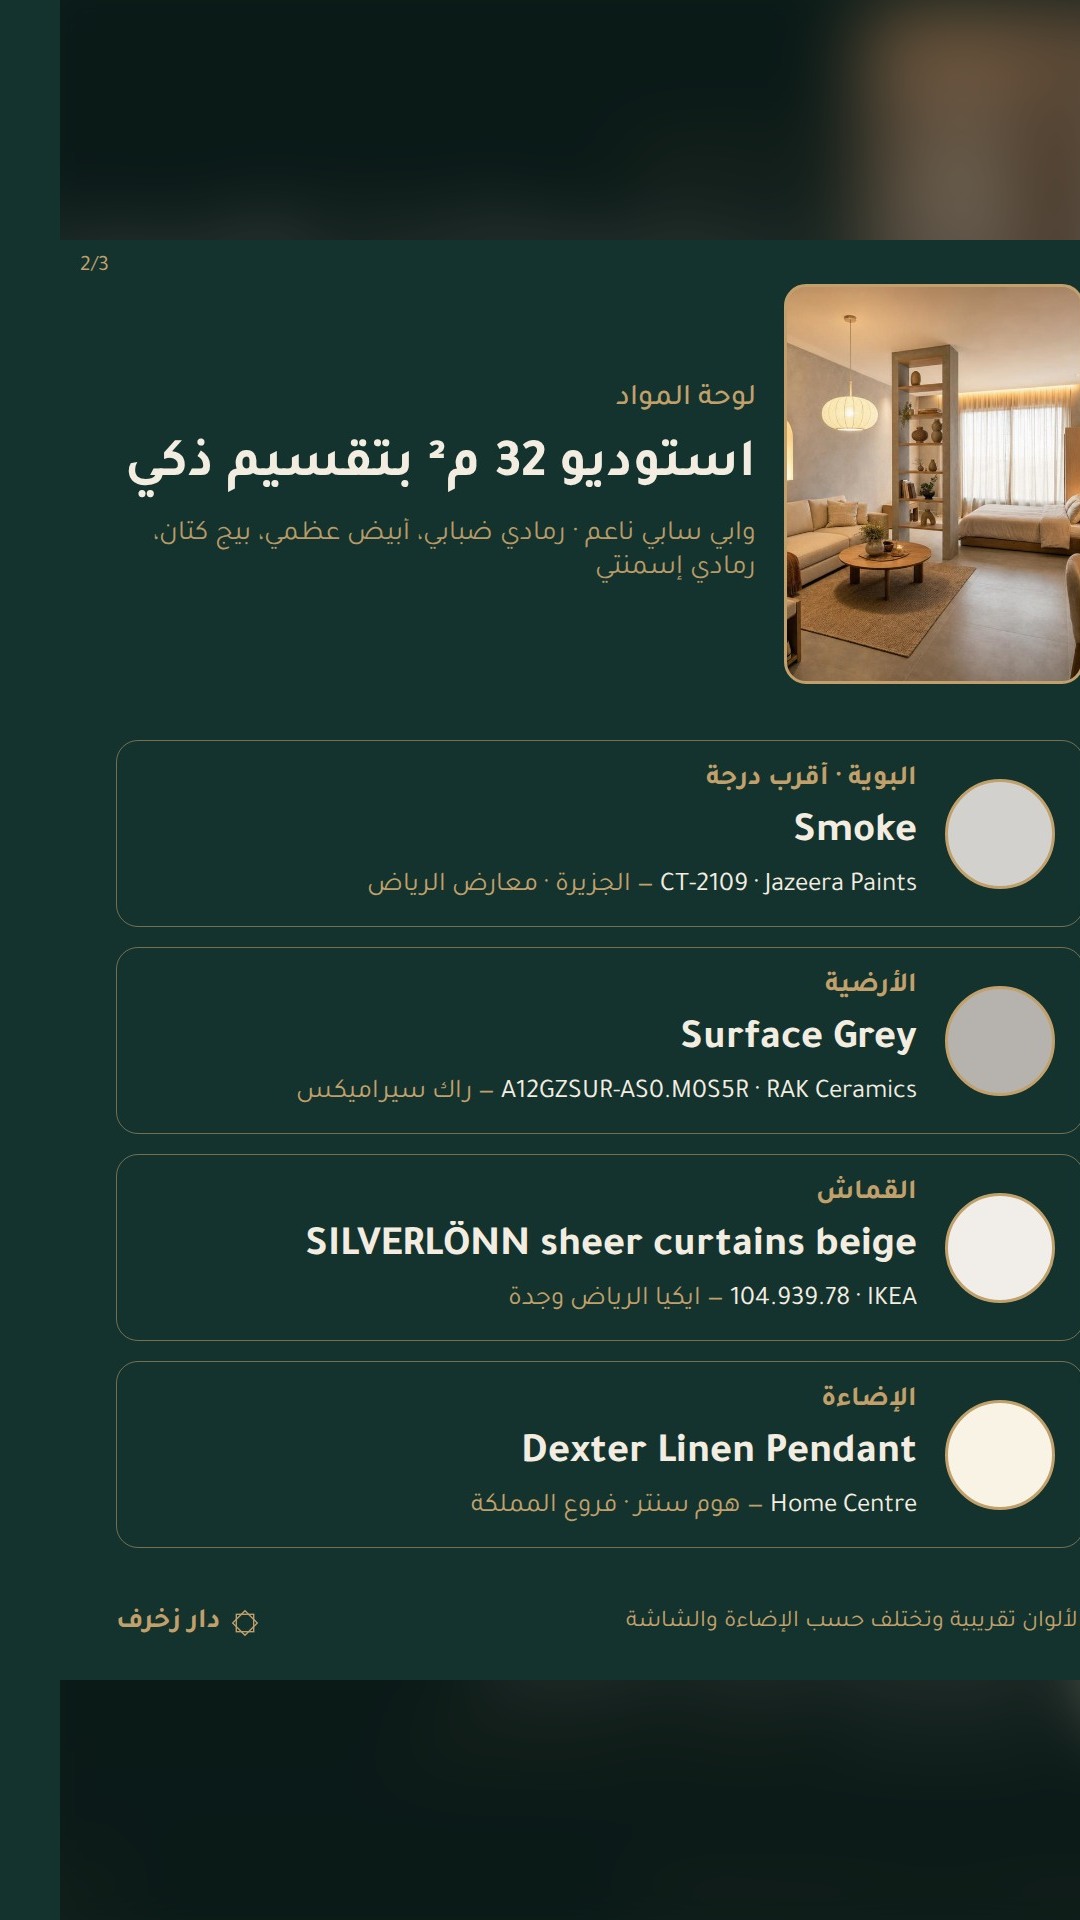 2/3
لوحة المواد
استوديو 32 م² بتقسيم ذكي
وابي سابي ناعم · رمادي ضبابي، أبيض عظمي، بيج كتان،
رمادي إسمنتي
البوية · أقرب درجة
Smoke
CT-2109 · Jazeera Paints — الجزيرة · معارض الرياض
الأرضية
Surface Grey
A12GZSUR-AS0.M0S5R · RAK Ceramics — راك سيراميكس
القماش
SILVERLÖNN sheer curtains beige
104.939.78 · IKEA — ايكيا الرياض وجدة
الإضاءة
Dexter Linen Pendant
Home Centre — هوم سنتر · فروع المملكة
لألوان تقريبية وتختلف حسب الإضاءة والشاشة
دار زخرف